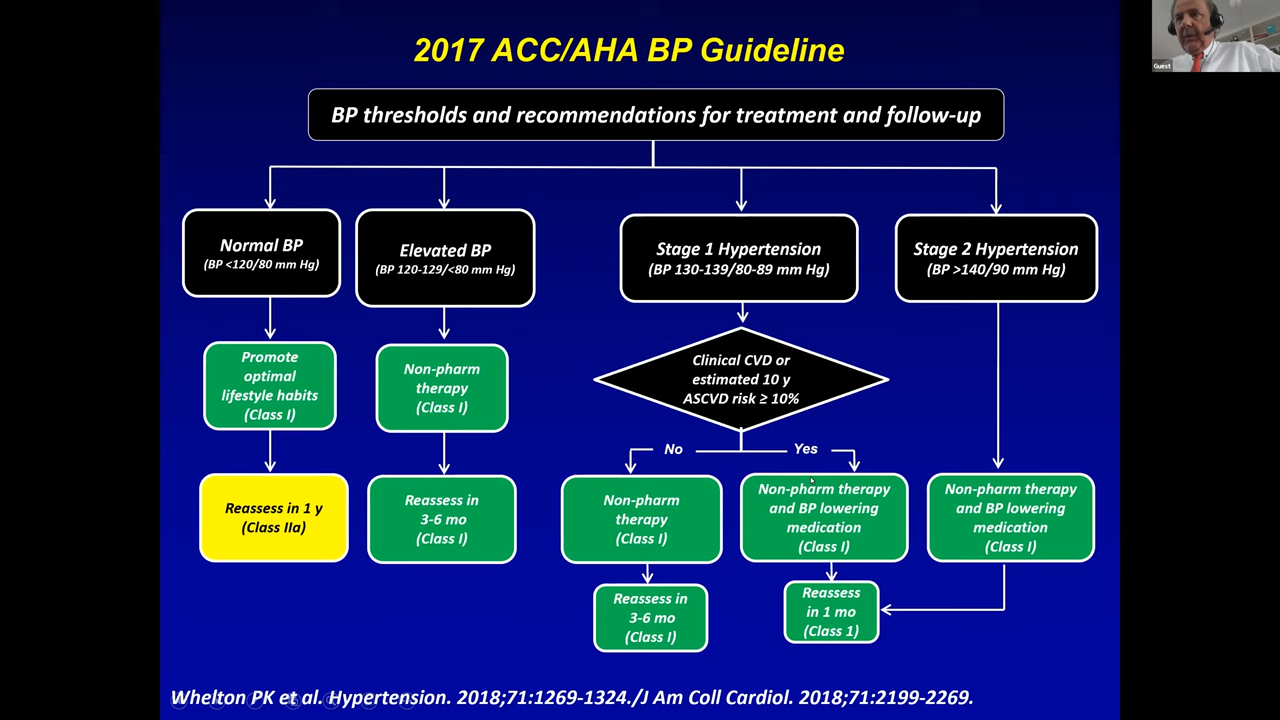 2017 ACC/AHA BP Guideline
Guest
BP thresholds and recommendations for treatment and follow-up
Normal BP
(BP <120/80 mm Hg)
Elevated BP
(BP 120-129/<80 mm Hg)
Stage 1 Hypertension
(BP 130-139/80-89 mm Hg)
Stage 2 Hypertension
(BP >140/90 mm Hg)
Promote
optimal
lifestyle habits
(Class I)
Non-pharm
therapy
(Class I)
Clinical CVD or
estimated 10 y
ASCVD risk ≥ 10%
No
Yes
Reassess in 1 y
(Class IIa)
Reassess in
3-6 mo
(Class I)
Non-pharm
therapy
(Class I)
Non-pharm therapy
and BP lowering
medication
(Class I)
Non-pharm therapy
and BP lowering
medication
(Class I)
Reassess in
3-6 mo
(Class I)
Reassess
in 1 mo
(Class 1)
Whelton PK et al. Hypertension. 2018;71:1269-1324./J Am Coll Cardiol. 2018;71:2199-2269.